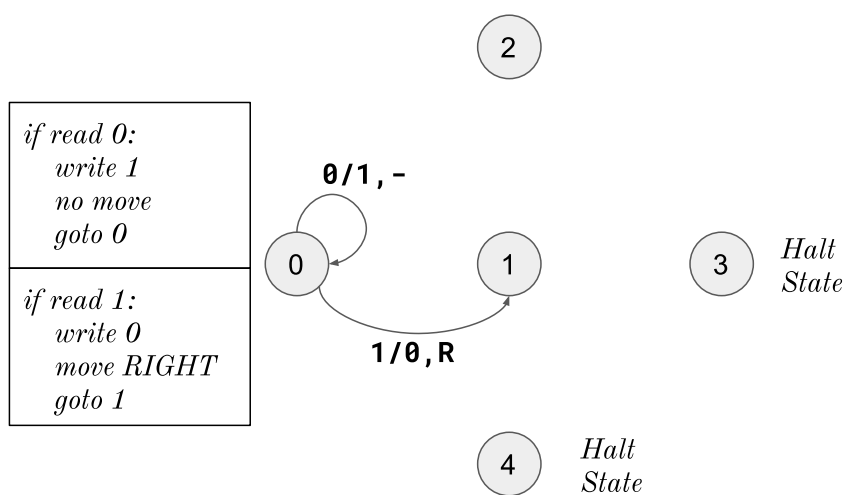 2
if read 0:
write 1
no move
goto 0
if read 1:
write 0
move RIGHT
goto 1
0/1,-
0
1
3
Halt
State
1/0,R
4
Halt
State